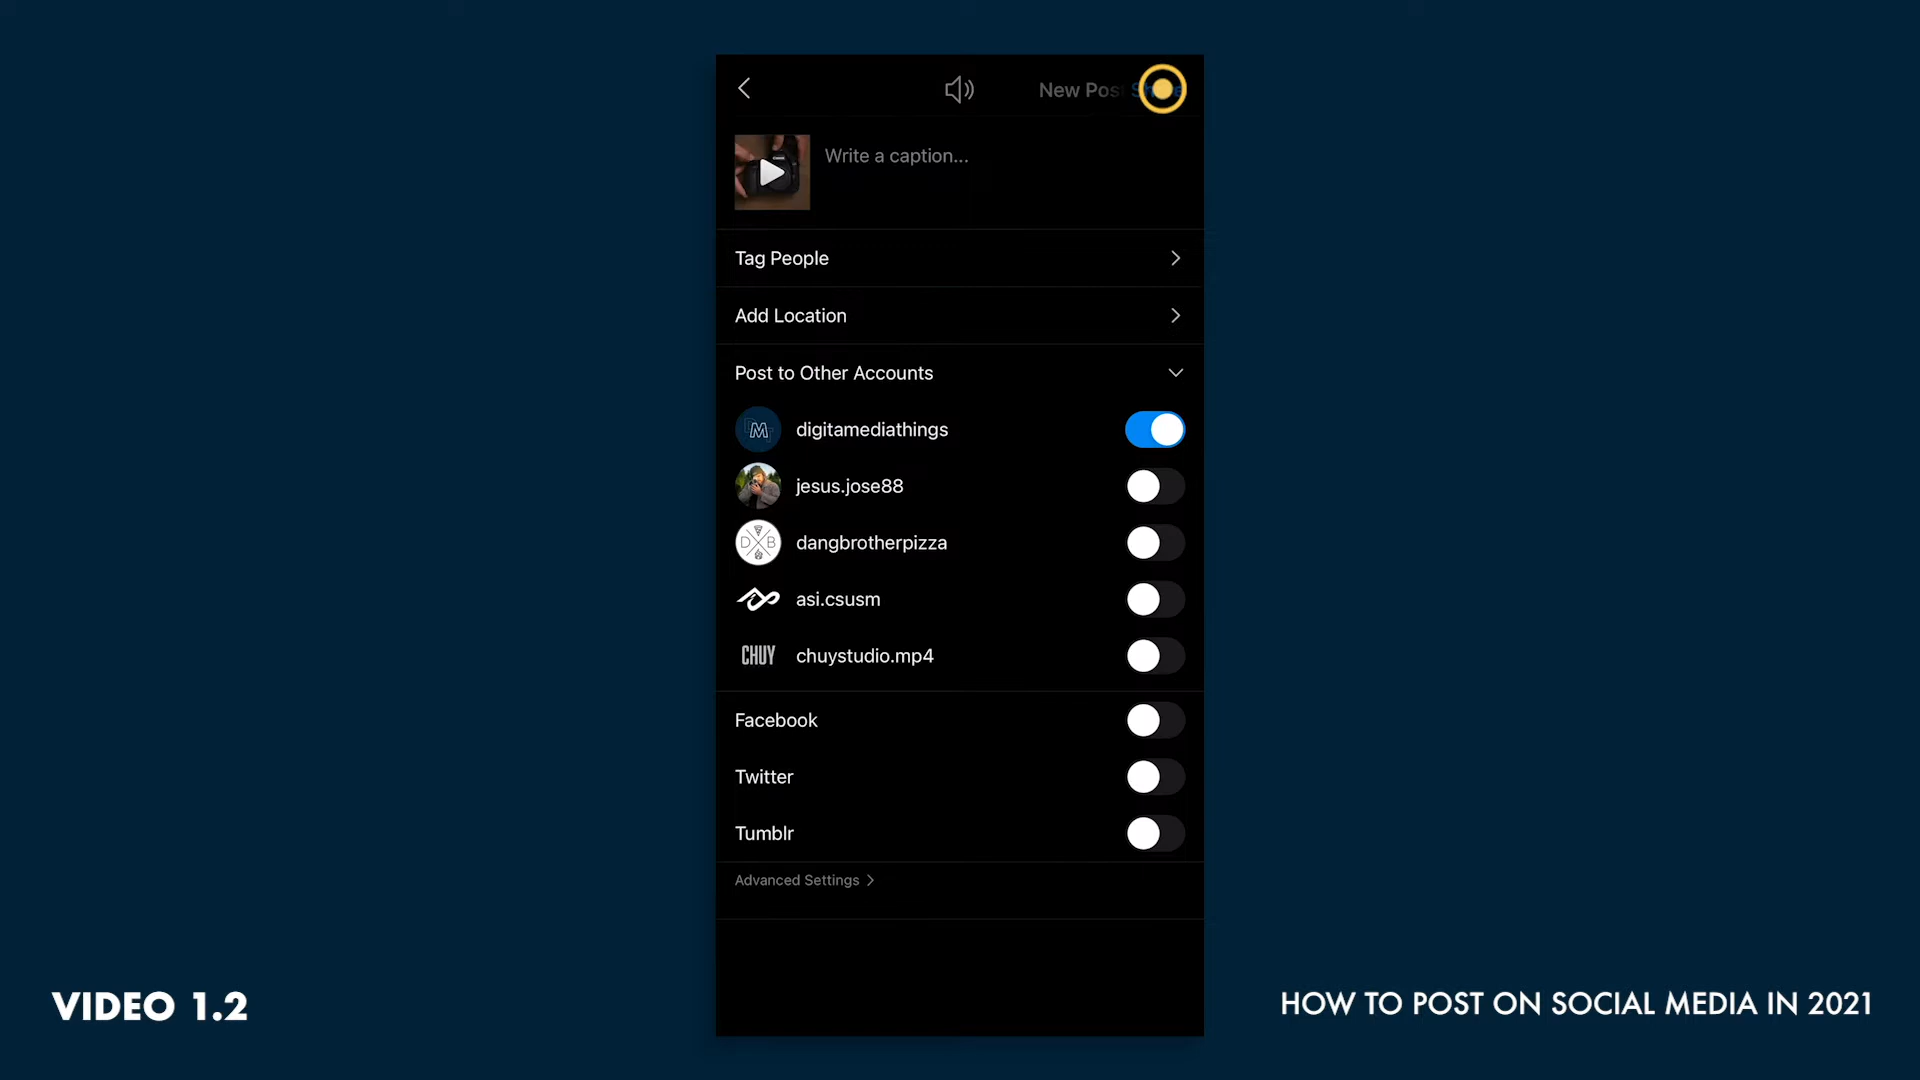 New Pos
Write a caption...
Tag People
Add Location
Post to Other Accounts
DMT digitamediathings
jesus.jose88
D B dangbrotherpizza
asi.csusm
CHUY chuystudio.mp4
Facebook
Twitter
Tumblr
Advanced Settings
VIDEO 1.2
HOW TO POST ON SOCIAL MEDIA IN 2021